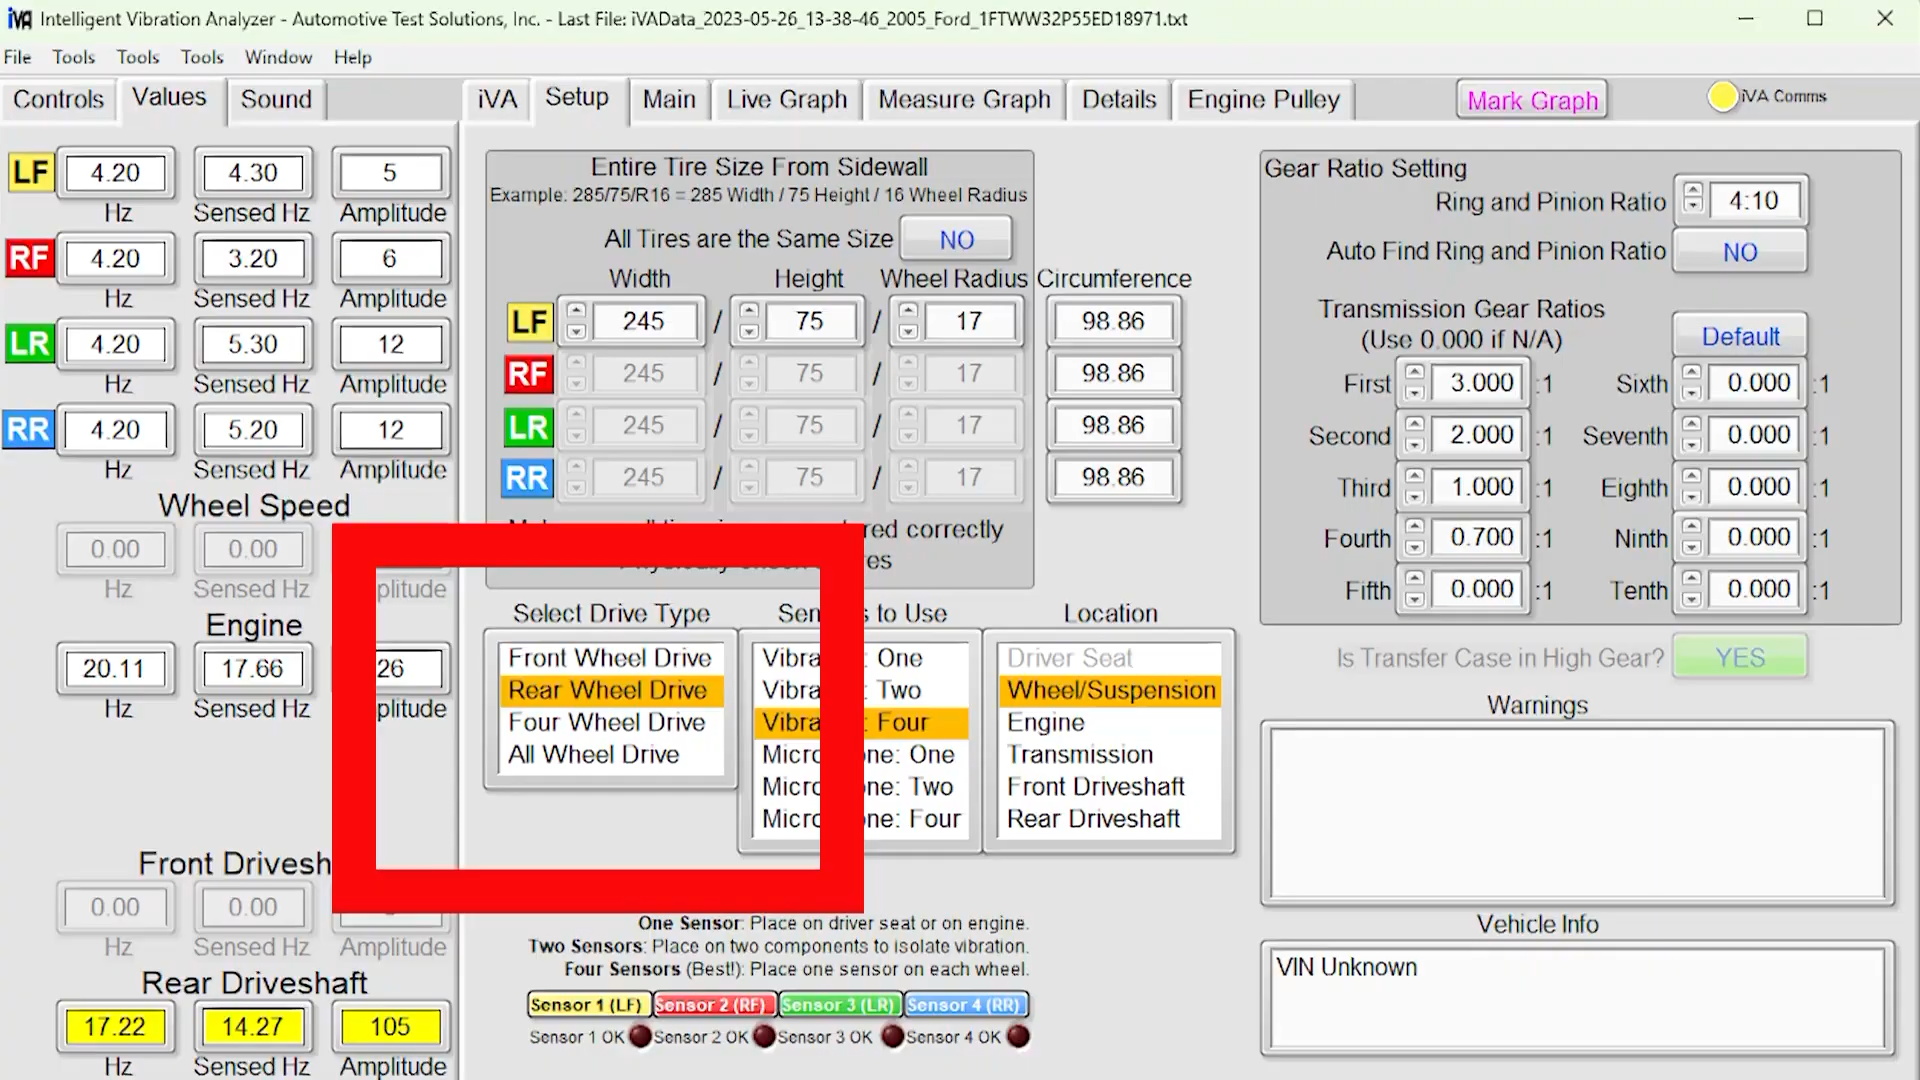 iVA Intelligent Vibration Analyzer - Automotive Test Solutions, Inc. - Last File: iVAData_2023-05-26_13-38-46_2005_Ford_1FTWW32P55ED18971.txt
File Tools Tools Tools Window Help
Controls Values Sound iVA Setup Main Live Graph Measure Graph Details Engine Pulley Mark Graph iVA Comms
LF 4.20 4.30 5
Hz Sensed Hz Amplitude
RF 4.20 3.20 6
Hz Sensed Hz Amplitude
LR 4.20 5.30 12
Hz Sensed Hz Amplitude
RR 4.20 5.20 12
Hz Sensed Hz Amplitude
Wheel Speed
0.00 0.00
Hz Sensed Hz plitude
Engine
20.11 17.66 26
Hz Sensed Hz plitude
Front Drivesh
0.00 0.00
Hz Sensed Hz Amplitude
Rear Driveshaft
17.22 14.27 105
Hz Sensed Hz Amplitude
Entire Tire Size From Sidewall
Example: 285/75/R16 = 285 Width / 75 Height / 16 Wheel Radius
All Tires are the Same Size NO
Width Height Wheel Radius Circumference
LF 245 / 75 / 17 98.86
RF 245 / 75 / 17 98.86
LR 245 / 75 / 17 98.86
RR 245 / 75 / 17 98.86
red correctly
res
Select Drive Type
Front Wheel Drive
Rear Wheel Drive
Four Wheel Drive
All Wheel Drive
Sen s to Use
Vibra : One
Vibra : Two
Vibra : Four
Micro one: One
Micro one: Two
Micro one: Four
Location
Driver Seat
Wheel/Suspension
Engine
Transmission
Front Driveshaft
Rear Driveshaft
One Sensor: Place on driver seat or on engine.
Two Sensors: Place on two components to isolate vibration.
Four Sensors (Best!): Place one sensor on each wheel.
Sensor 1 (LF) Sensor 2 (RF) Sensor 3 (LR) Sensor 4 (RR)
Sensor 1 OK Sensor 2 OK Sensor 3 OK Sensor 4 OK
Gear Ratio Setting
Ring and Pinion Ratio 4:10
Auto Find Ring and Pinion Ratio NO
Transmission Gear Ratios
(Use 0.000 if N/A) Default
First 3.000 :1 Sixth 0.000 :1
Second 2.000 :1 Seventh 0.000 :1
Third 1.000 :1 Eighth 0.000 :1
Fourth 0.700 :1 Ninth 0.000 :1
Fifth 0.000 :1 Tenth 0.000 :1
Is Transfer Case in High Gear? YES
Warnings
Vehicle Info
VIN Unknown